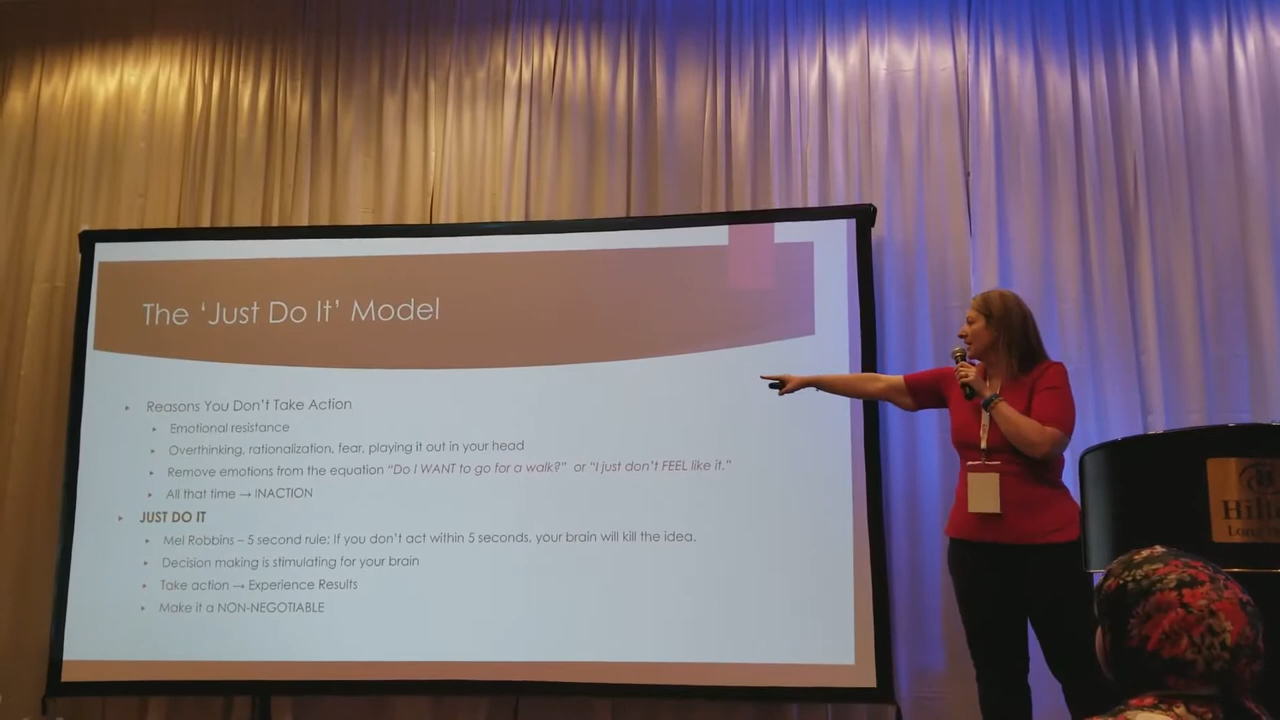 The 'Just Do It' Model
Reasons You Don't Take Action
Emotional resistance
Overthinking, rationalization, fear, playing it out in your head
Remove emotions from the equation "Do I WANT to go for a walk?" or "I just don't FEEL like it."
All that time → INACTION
JUST DO IT
Mel Robbins – 5 second rule: If you don't act within 5 seconds, your brain will kill the idea.
Decision making is stimulating for your brain
Take action → Experience Results
Make it a NON-NEGOTIABLE